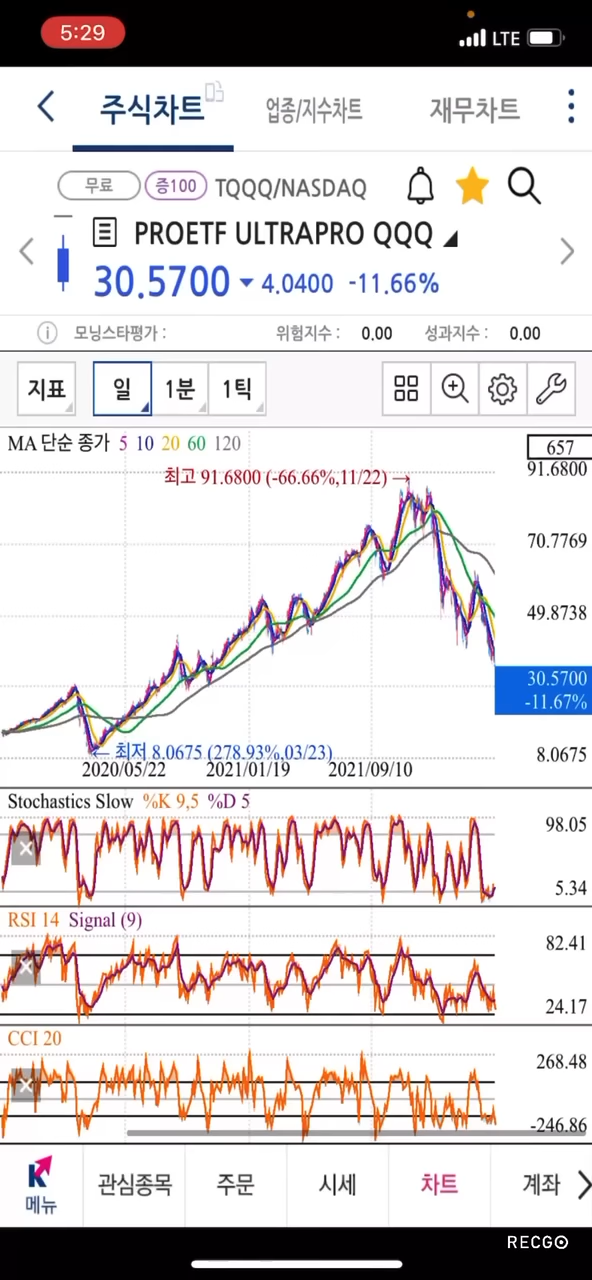 5:29
LTE
주식차트 업종/지수차트 재무차트
무료 증100 TQQQ/NASDAQ
PROETF ULTRAPRO QQQ
30.5700 4.0400 -11.66%
모닝스타평가 : 위험지수 : 0.00 성과지수 : 0.00
지표 일 1분 1틱
MA 단순 종가 5 10 20 60 120
657
최고 91.6800 (-66.66%,11/22) →
91.6800
70.7769
49.8738
30.5700
-11.67%
← 최저 8.0675 (278.93%,03/23)
8.0675
2020/05/22 2021/01/19 2021/09/10
Stochastics Slow %K 9,5 %D 5
98.05
5.34
RSI 14 Signal (9)
82.41
24.17
CCI 20
268.48
-246.86
메뉴 관심종목 주문 시세 차트 계좌
RECGO